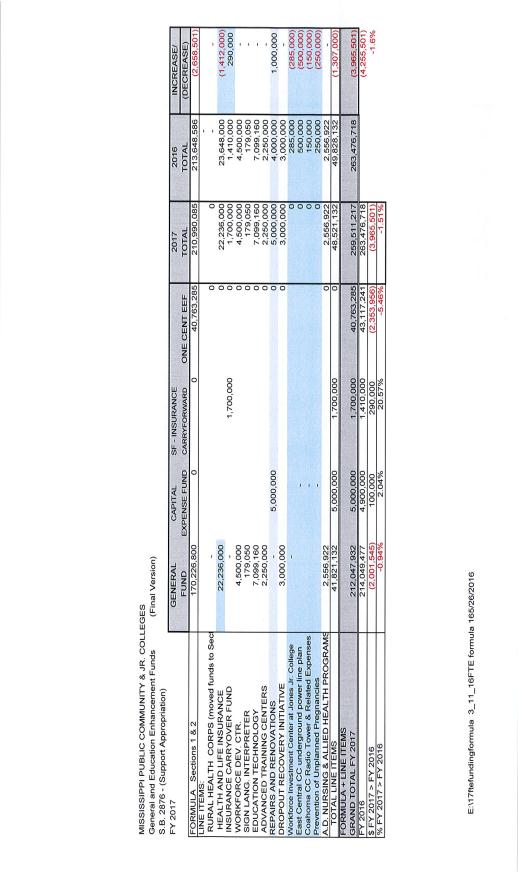 MISSISSIPPI PUBLIC COMMUNITY & JR. COLLEGES
General and Education Enhancement Funds
S.B. 2876 - (Support Appropriation) (Final Version)
FY 2017
GENERAL CAPITAL SF - INSURANCE 2017 2016 INCREASE/
FUND EXPENSE FUND CARRYFORWARD ONE CENT EEF TOTAL TOTAL (DECREASE)
FORMULA - Sections 1 & 2 170,226,800 0 0 40,763,285 210,990,085 213,648,586 (2,658,501)
LINE ITEMS:
RURAL HEALTH CORPS (moved funds to Sect - 0 0 -
HEALTH AND LIFE INSURANCE 22,236,000 0 22,236,000 23,648,000 (1,412,000)
INSURANCE CARRYOVER FUND - 1,700,000 0 1,700,000 1,410,000 290,000
WORKFORCE DEV. CTR. 4,500,000 0 4,500,000 4,500,000 -
SIGN LANG. INTERPRETER 179,050 0 179,050 179,050 -
EDUCATION TECHNOLOGY 7,099,160 0 7,099,160 7,099,160 -
ADVANCED TRAINING CENTERS 2,250,000 0 2,250,000 2,250,000 -
REPAIRS AND RENOVATIONS - 5,000,000 0 5,000,000 4,000,000 1,000,000
DROPOUT RECOVERY INITIATIVE 3,000,000 0 3,000,000 3,000,000 -
Workforce Investment Center at Jones Jr. College - 0 285,000 (285,000)
East Central CC underground power line plan - 0 500,000 (500,000)
Coahoma CC Radio Tower & Related Expenses - 0 150,000 (150,000)
Prevention of Unplanned Pregnancies - 0 250,000 (250,000)
A.D. NURSING & ALLIED HEALTH PROGRAMS 2,556,922 0 2,556,922 2,556,922 -
TOTAL LINE ITEMS 41,821,132 5,000,000 1,700,000 0 48,521,132 49,828,132 (1,307,000)
FORMULA + LINE ITEMS
GRAND TOTAL FY 2017 212,047,932 5,000,000 1,700,000 40,763,285 259,511,217 263,476,718 (3,965,501)
FY 2016 214,049,477 4,900,000 1,410,000 43,117,241 263,476,718 (4,255,501)
$ FY 2017 > FY 2016 (2,001,545) 100,000 290,000 (2,353,956) (3,965,501) -1.6%
% FY 2017 > FY 2016 -0.94% 2.04% 20.57% -5.46% -1.51%
E:\17ftefundingformula 3_11_16FTE formula 165/26/2016